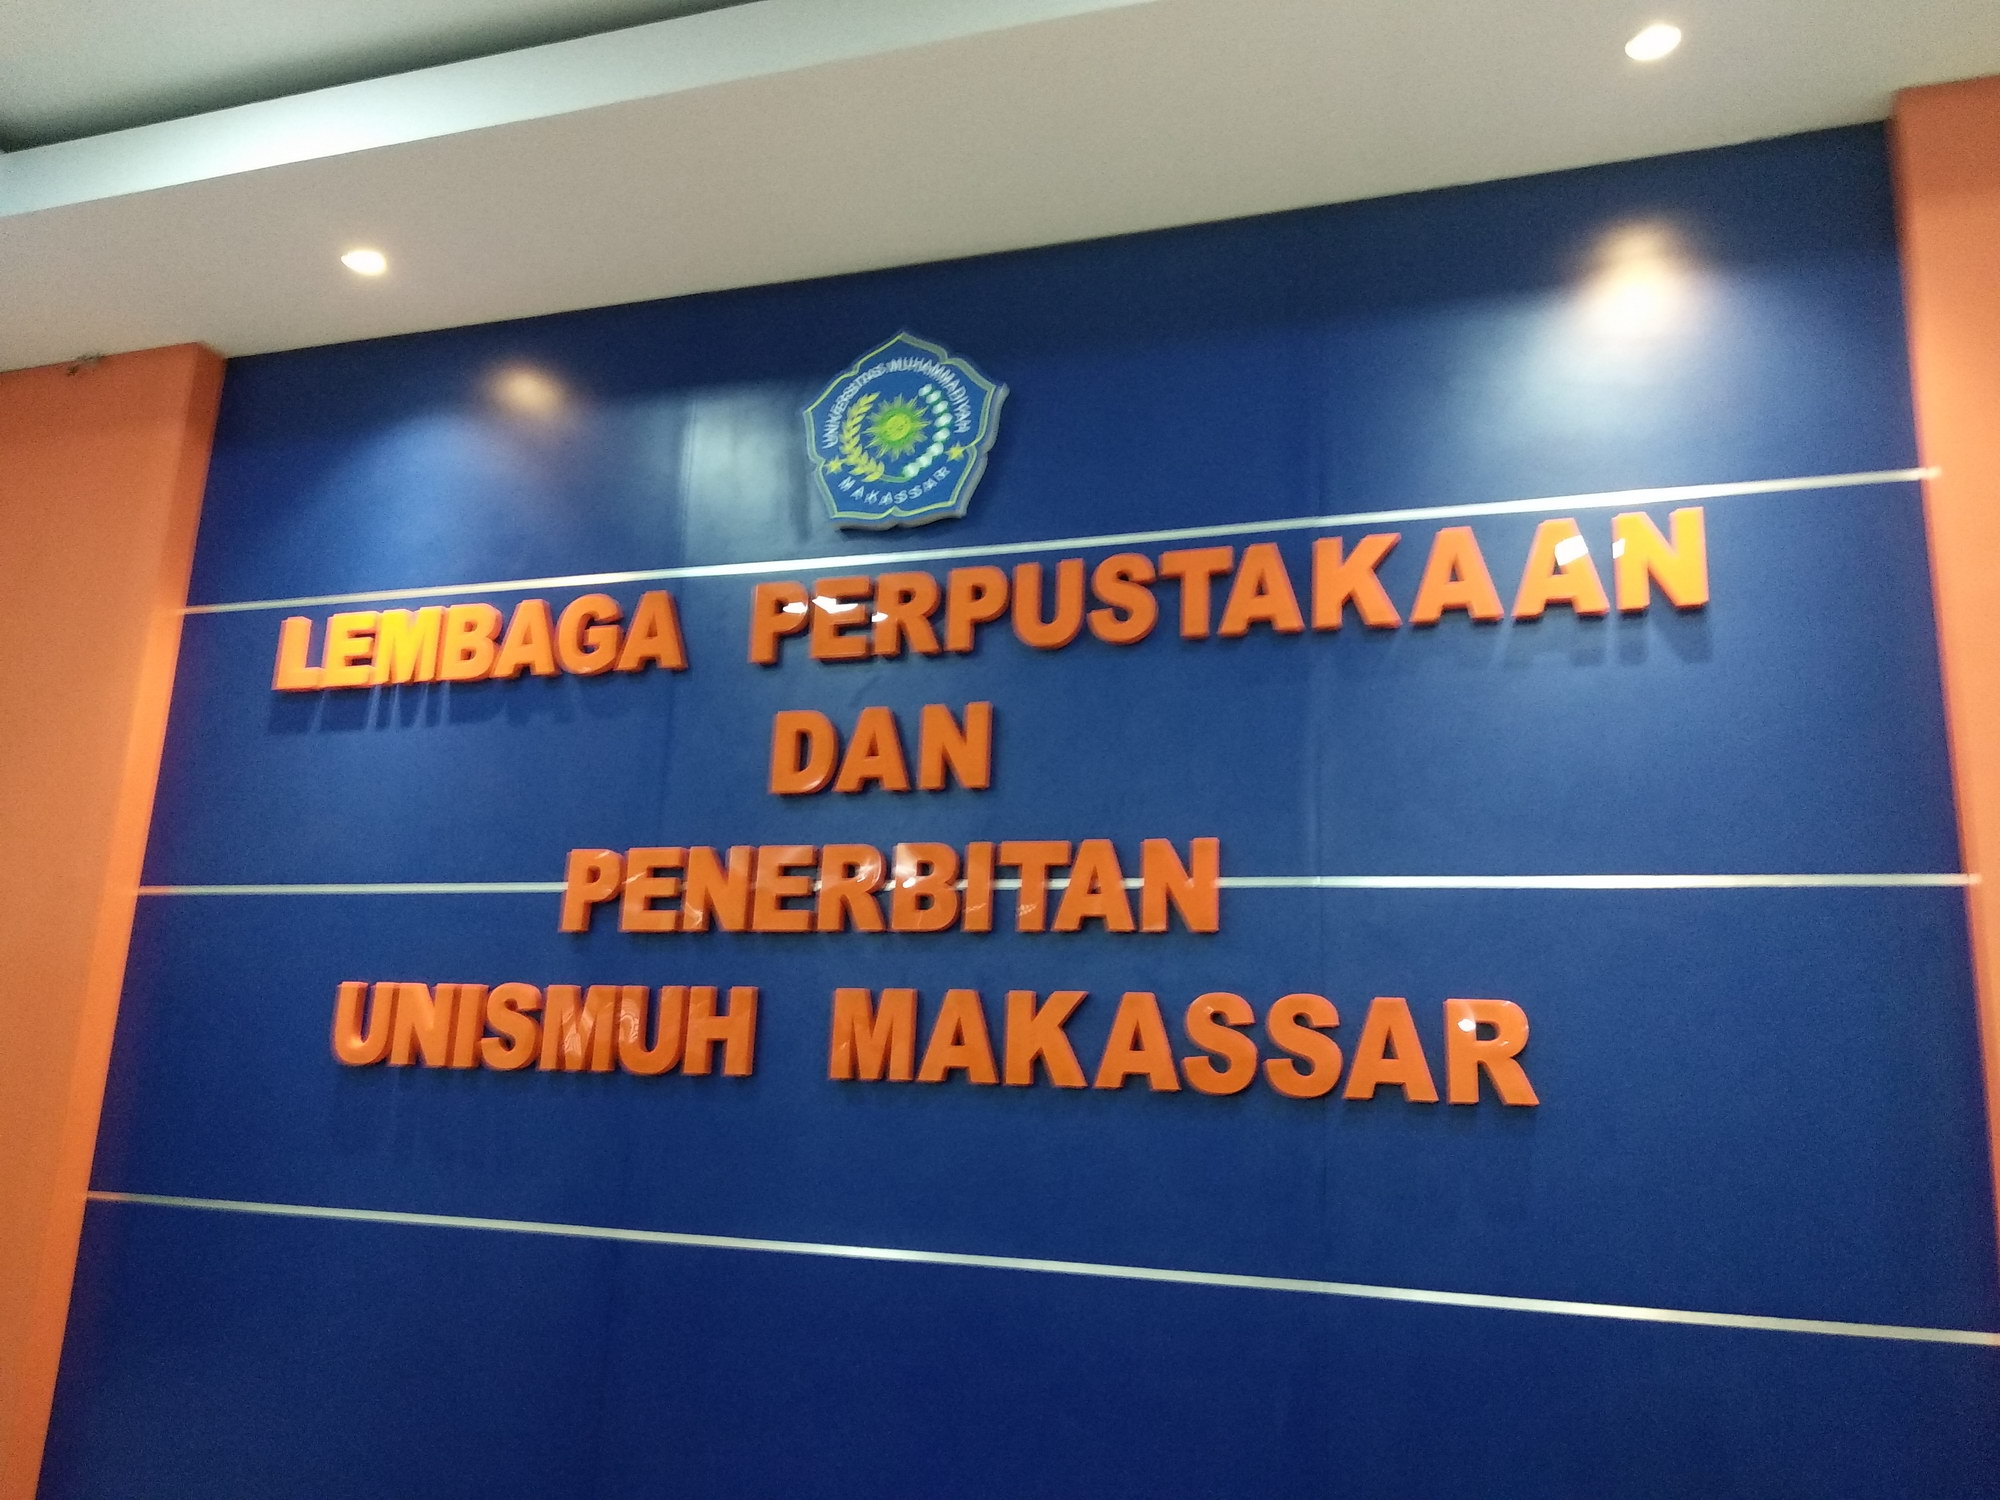 UNIVERSITAS MUHAMMADIYAH
MAKASSAR
LEMBAGA PERPUSTAKAAN
DAN
PENERBITAN
UNISMUH MAKASSAR